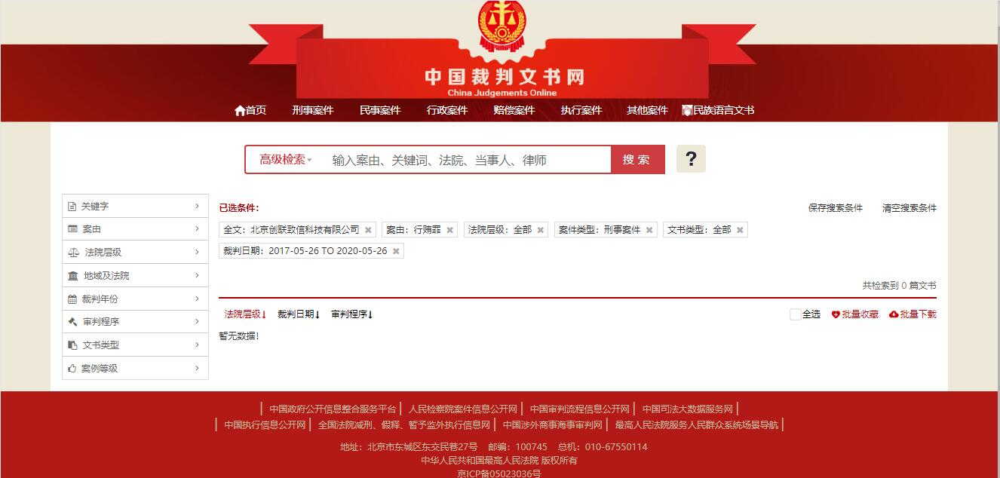 中国裁判文书网
China Judgements Online
首页 刑事案件 民事案件 行政案件 赔偿案件 执行案件 其他案件 民族语言文书
高级检索 输入案由、关键词、法院、当事人、律师 搜索 ?
关键字
案由
法院层级
地域及法院
裁判年份
审判程序
文书类型
案例等级
已选条件: 保存搜索条件 清空搜索条件
全文：北京创联致信科技有限公司 × 案由：行贿罪 × 法院层级：全部 × 案件类型：刑事案件 × 文书类型：全部 ×
裁判日期：2017-05-26 TO 2020-05-26 ×
共检索到 0 篇文书
法院层级↓ 裁判日期↓ 审判程序↓ 全选 批量收藏 批量下载
暂无数据!
| 中国政府公开信息整合服务平台 | 人民检察院案件信息公开网 | 中国审判流程信息公开网 | 中国司法大数据服务网 |
| 中国执行信息公开网 | 全国法院减刑、假释、暂予监外执行信息网 | 中国涉外商事海事审判网 | 最高人民法院服务人民群众系统场景导航 |
地址：北京市东城区东交民巷27号 邮编：100745 总机：010-67550114
中华人民共和国最高人民法院 版权所有
京ICP备05023036号